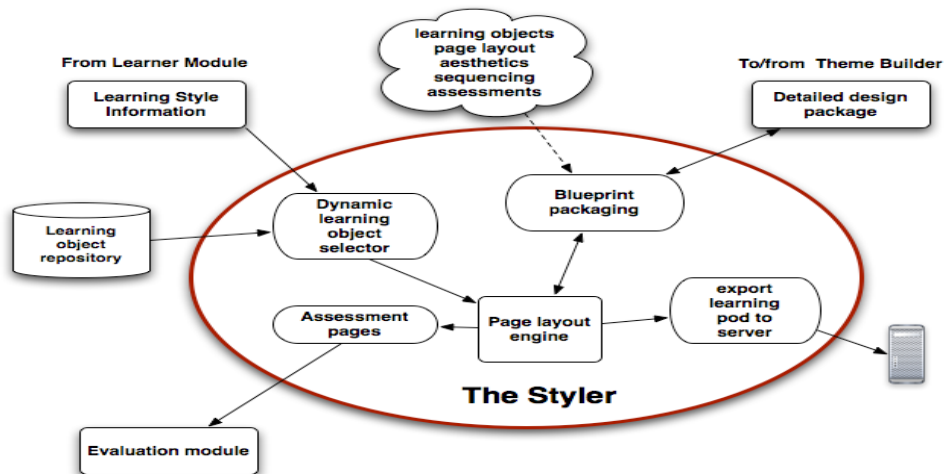 learning objects
page layout
aesthetics
sequencing
assessments
From Learner Module
To/from Theme Builder
Learning Style
Information
Detailed design
package
Dynamic
learning
object
selector
Blueprint
packaging
Learning
object
repository
export
learning
pod to
server
Assessment
pages
Page layout
engine
The Styler
Evaluation module